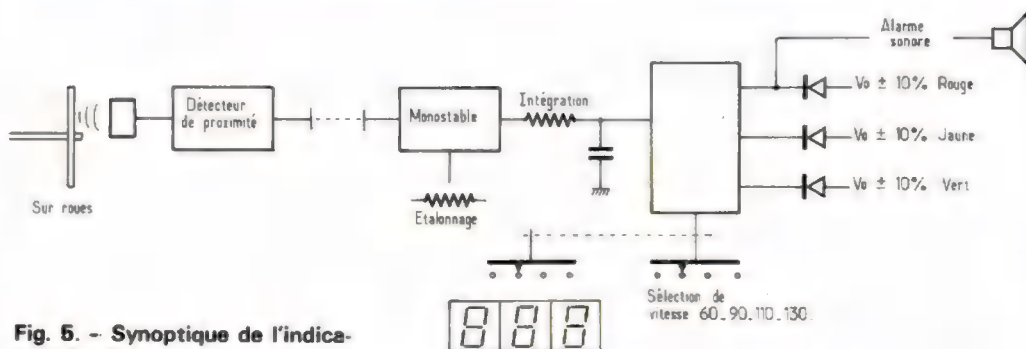 Alarme
sonore
Vo ± 10% Rouge
Détecteur
de proximité
Monostable
Intégration
Vo ± 10% Jaune
Vo ± 10% Vert
Sur roues
Etalonnage
Sélection de
vitesse 60_90_110_130.
Fig. 5. - Synoptique de l'indica-